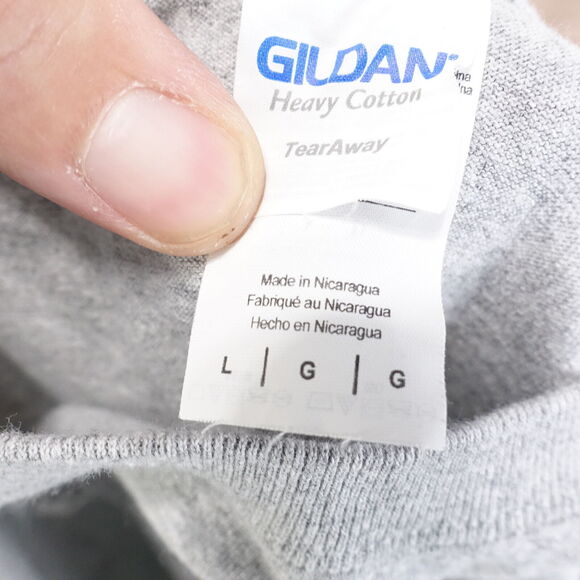 GILDAN
Heavy Cotton
TearAway
Made in Nicaragua
Fabriqué au Nicaragua
Hecho en Nicaragua
L | G | G